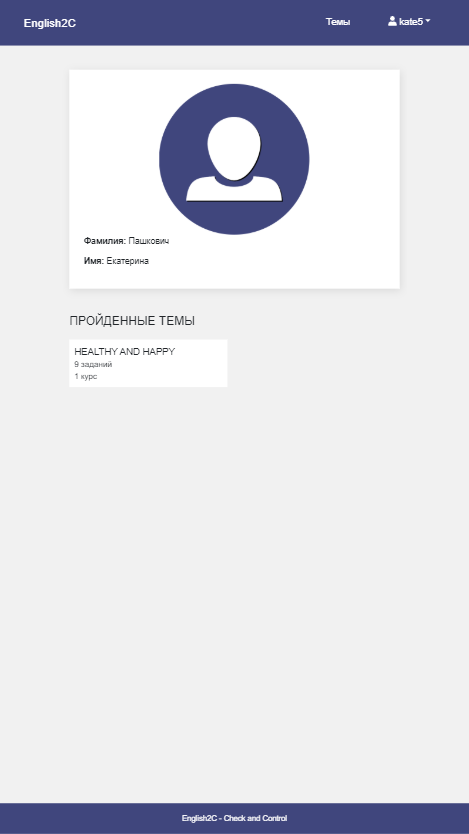 English2C
Темы
kate5
Фамилия: Пашкович
Имя: Екатерина
ПРОЙДЕННЫЕ ТЕМЫ
HEALTHY AND HAPPY
9 заданий
1 курс
English2C - Check and Control